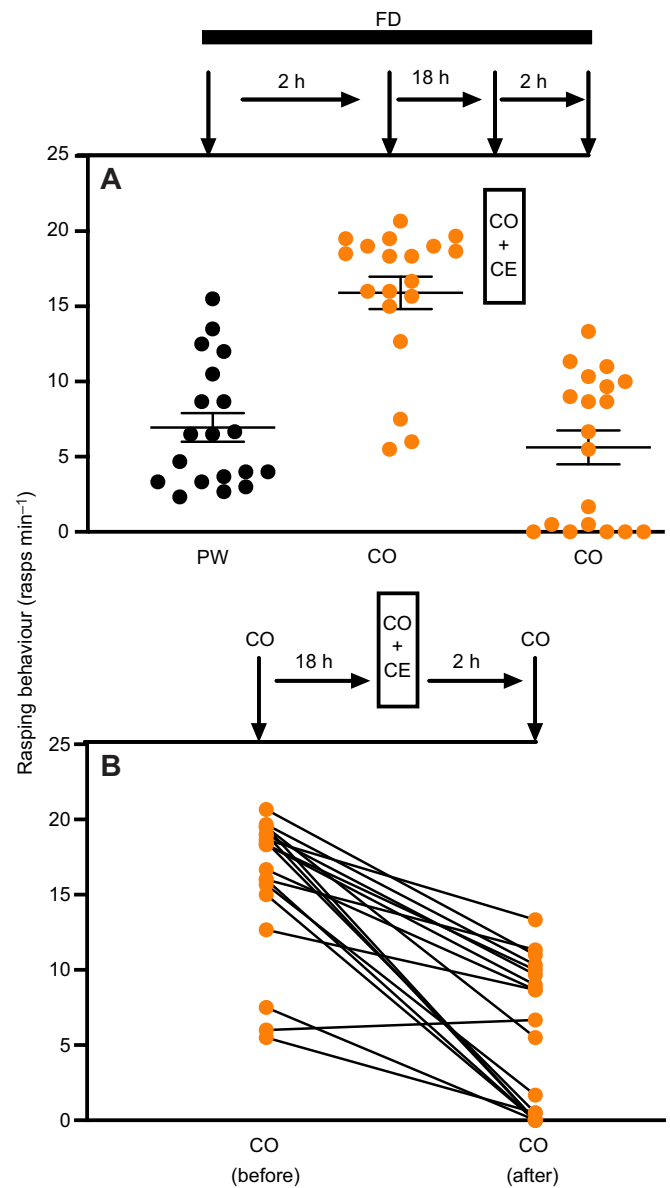 FD
2 h 18 h 2 h
A
25
20
15
10
5
0
CO
+
CE
PW CO CO
Rasping behaviour (rasps min⁻¹)
CO CO
18 h 2 h
CO
+
CE
B
25
20
15
10
5
0
CO CO
(before) (after)